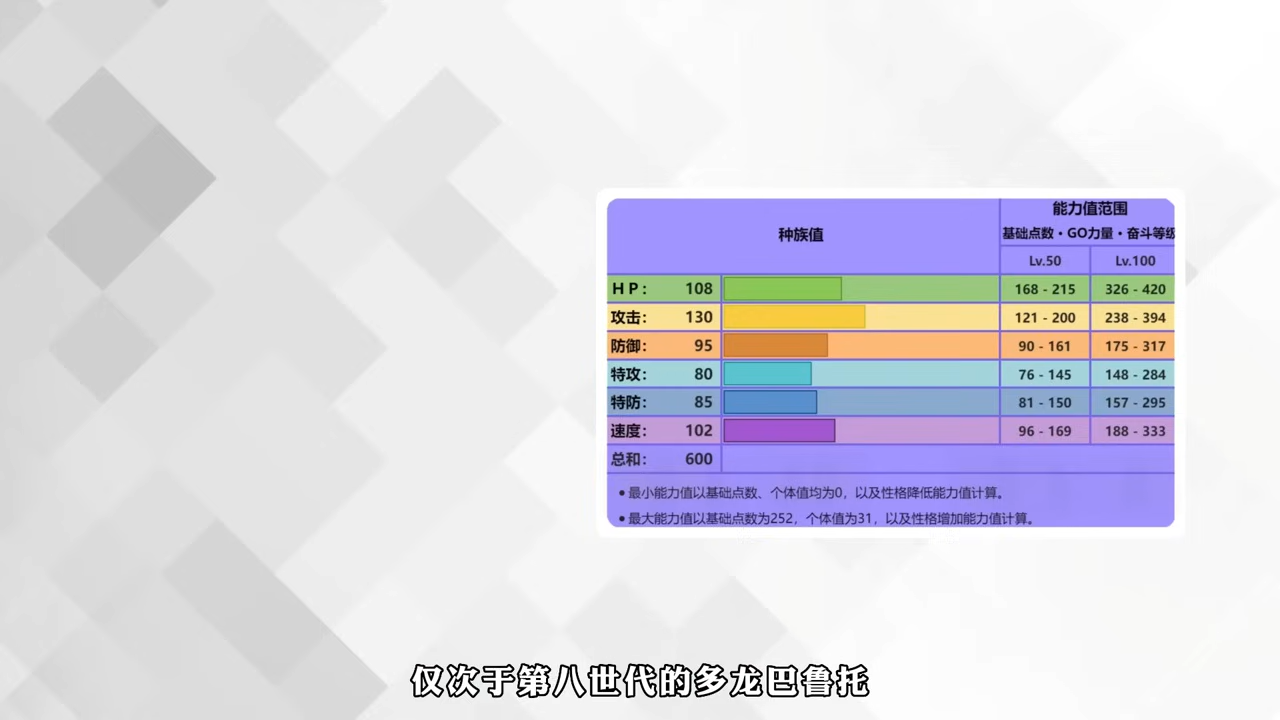 种族值
能力值范围
基础点数・GO力量・奋斗等级
Lv.50 Lv.100
HP： 108 168 - 215 326 - 420
攻击： 130 121 - 200 238 - 394
防御： 95 90 - 161 175 - 317
特攻： 80 76 - 145 148 - 284
特防： 85 81 - 150 157 - 295
速度： 102 96 - 169 188 - 333
总和： 600
• 最小能力值以基础点数、个体值均为0，以及性格降低能力值计算。
• 最大能力值以基础点数为252，个体值为31，以及性格增加能力值计算。
仅次于第八世代的多龙巴鲁托